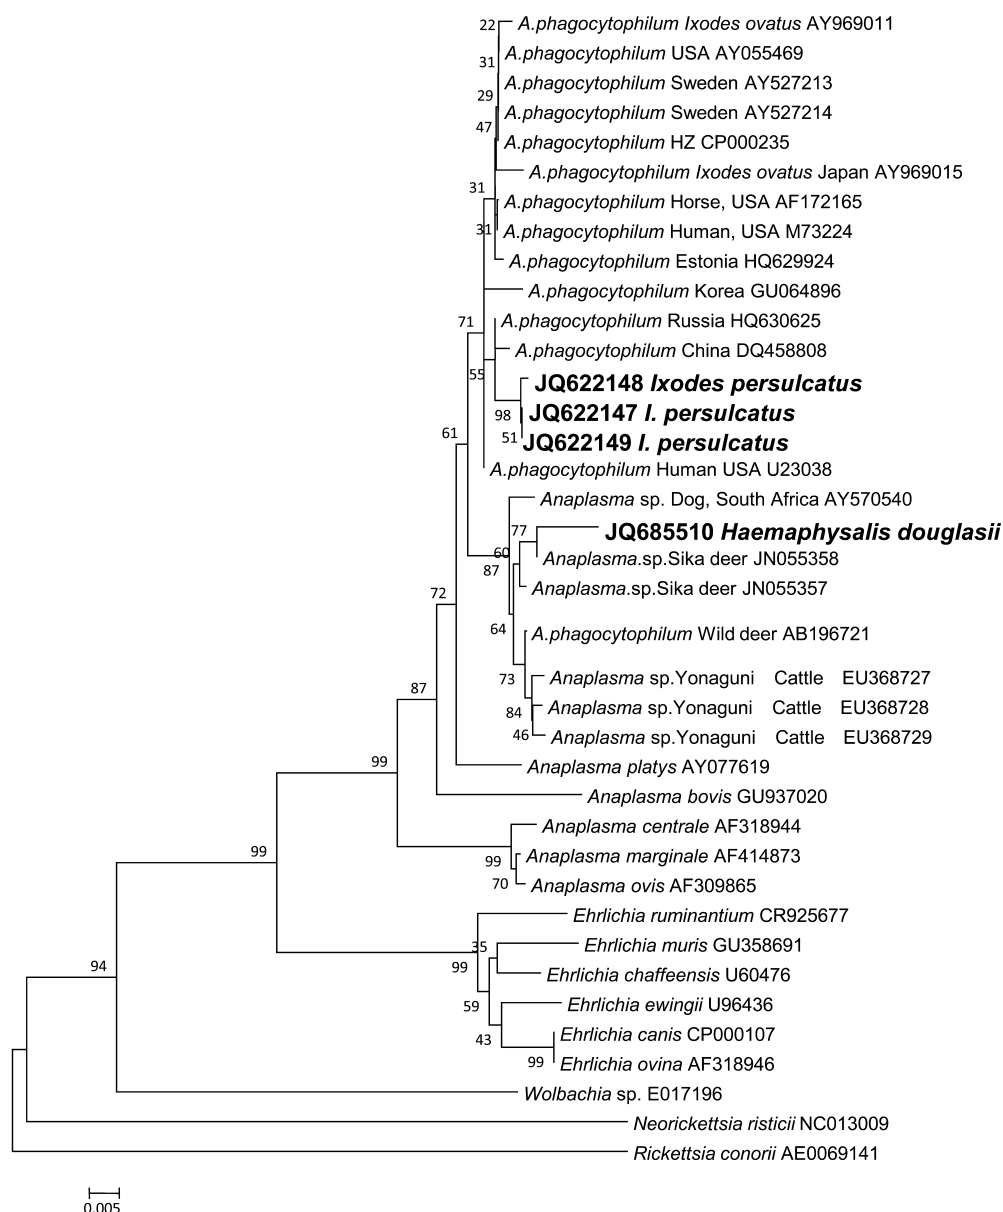 22
A.phagocytophilum Ixodes ovatus AY969011
A.phagocytophilum USA AY055469
31
A.phagocytophilum Sweden AY527213
29
A.phagocytophilum Sweden AY527214
47
A.phagocytophilum HZ CP000235
A.phagocytophilum Ixodes ovatus Japan AY969015
31
A.phagocytophilum Horse, USA AF172165
31
A.phagocytophilum Human, USA M73224
A.phagocytophilum Estonia HQ629924
A.phagocytophilum Korea GU064896
71
A.phagocytophilum Russia HQ630625
A.phagocytophilum China DQ458808
55
JQ622148 Ixodes persulcatus
98
JQ622147 I. persulcatus
61
51
JQ622149 I. persulcatus
A.phagocytophilum Human USA U23038
Anaplasma sp. Dog, South Africa AY570540
77
JQ685510 Haemaphysalis douglasii
60
Anaplasma.sp.Sika deer JN055358
87
Anaplasma.sp.Sika deer JN055357
72
64
A.phagocytophilum Wild deer AB196721
73
Anaplasma sp.Yonaguni Cattle EU368727
87
84
Anaplasma sp.Yonaguni Cattle EU368728
46
Anaplasma sp.Yonaguni Cattle EU368729
99
Anaplasma platys AY077619
Anaplasma bovis GU937020
Anaplasma centrale AF318944
99
99
Anaplasma marginale AF414873
70
Anaplasma ovis AF309865
Ehrlichia ruminantium CR925677
35
Ehrlichia muris GU358691
94
99
Ehrlichia chaffeensis U60476
59
Ehrlichia ewingii U96436
43
Ehrlichia canis CP000107
99
Ehrlichia ovina AF318946
Wolbachia sp. E017196
Neorickettsia risticii NC013009
Rickettsia conorii AE0069141
0.005